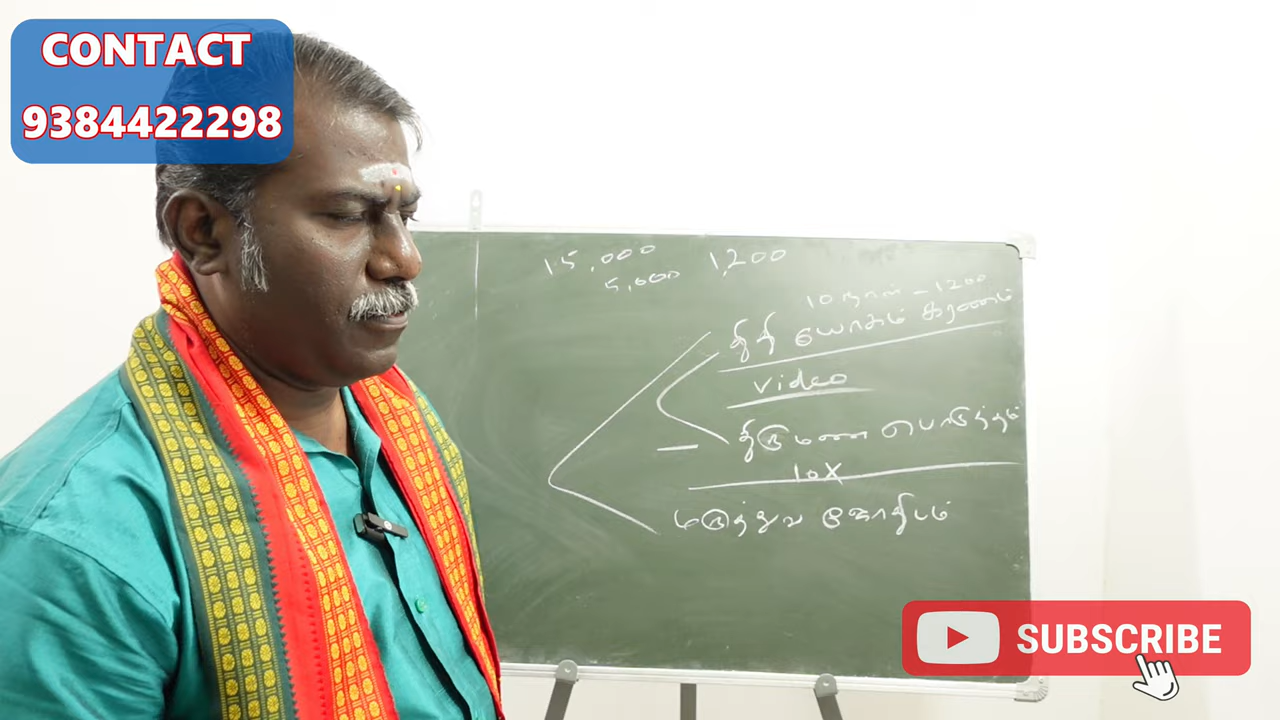 CONTACT
9384422298
15,000 1,200
5,000
10 நாள் - 1200
திதி யோகம் கரணம்
video
திருமண பொருத்தம்
10X
மருத்துவ ஜோதிடம்
SUBSCRIBE